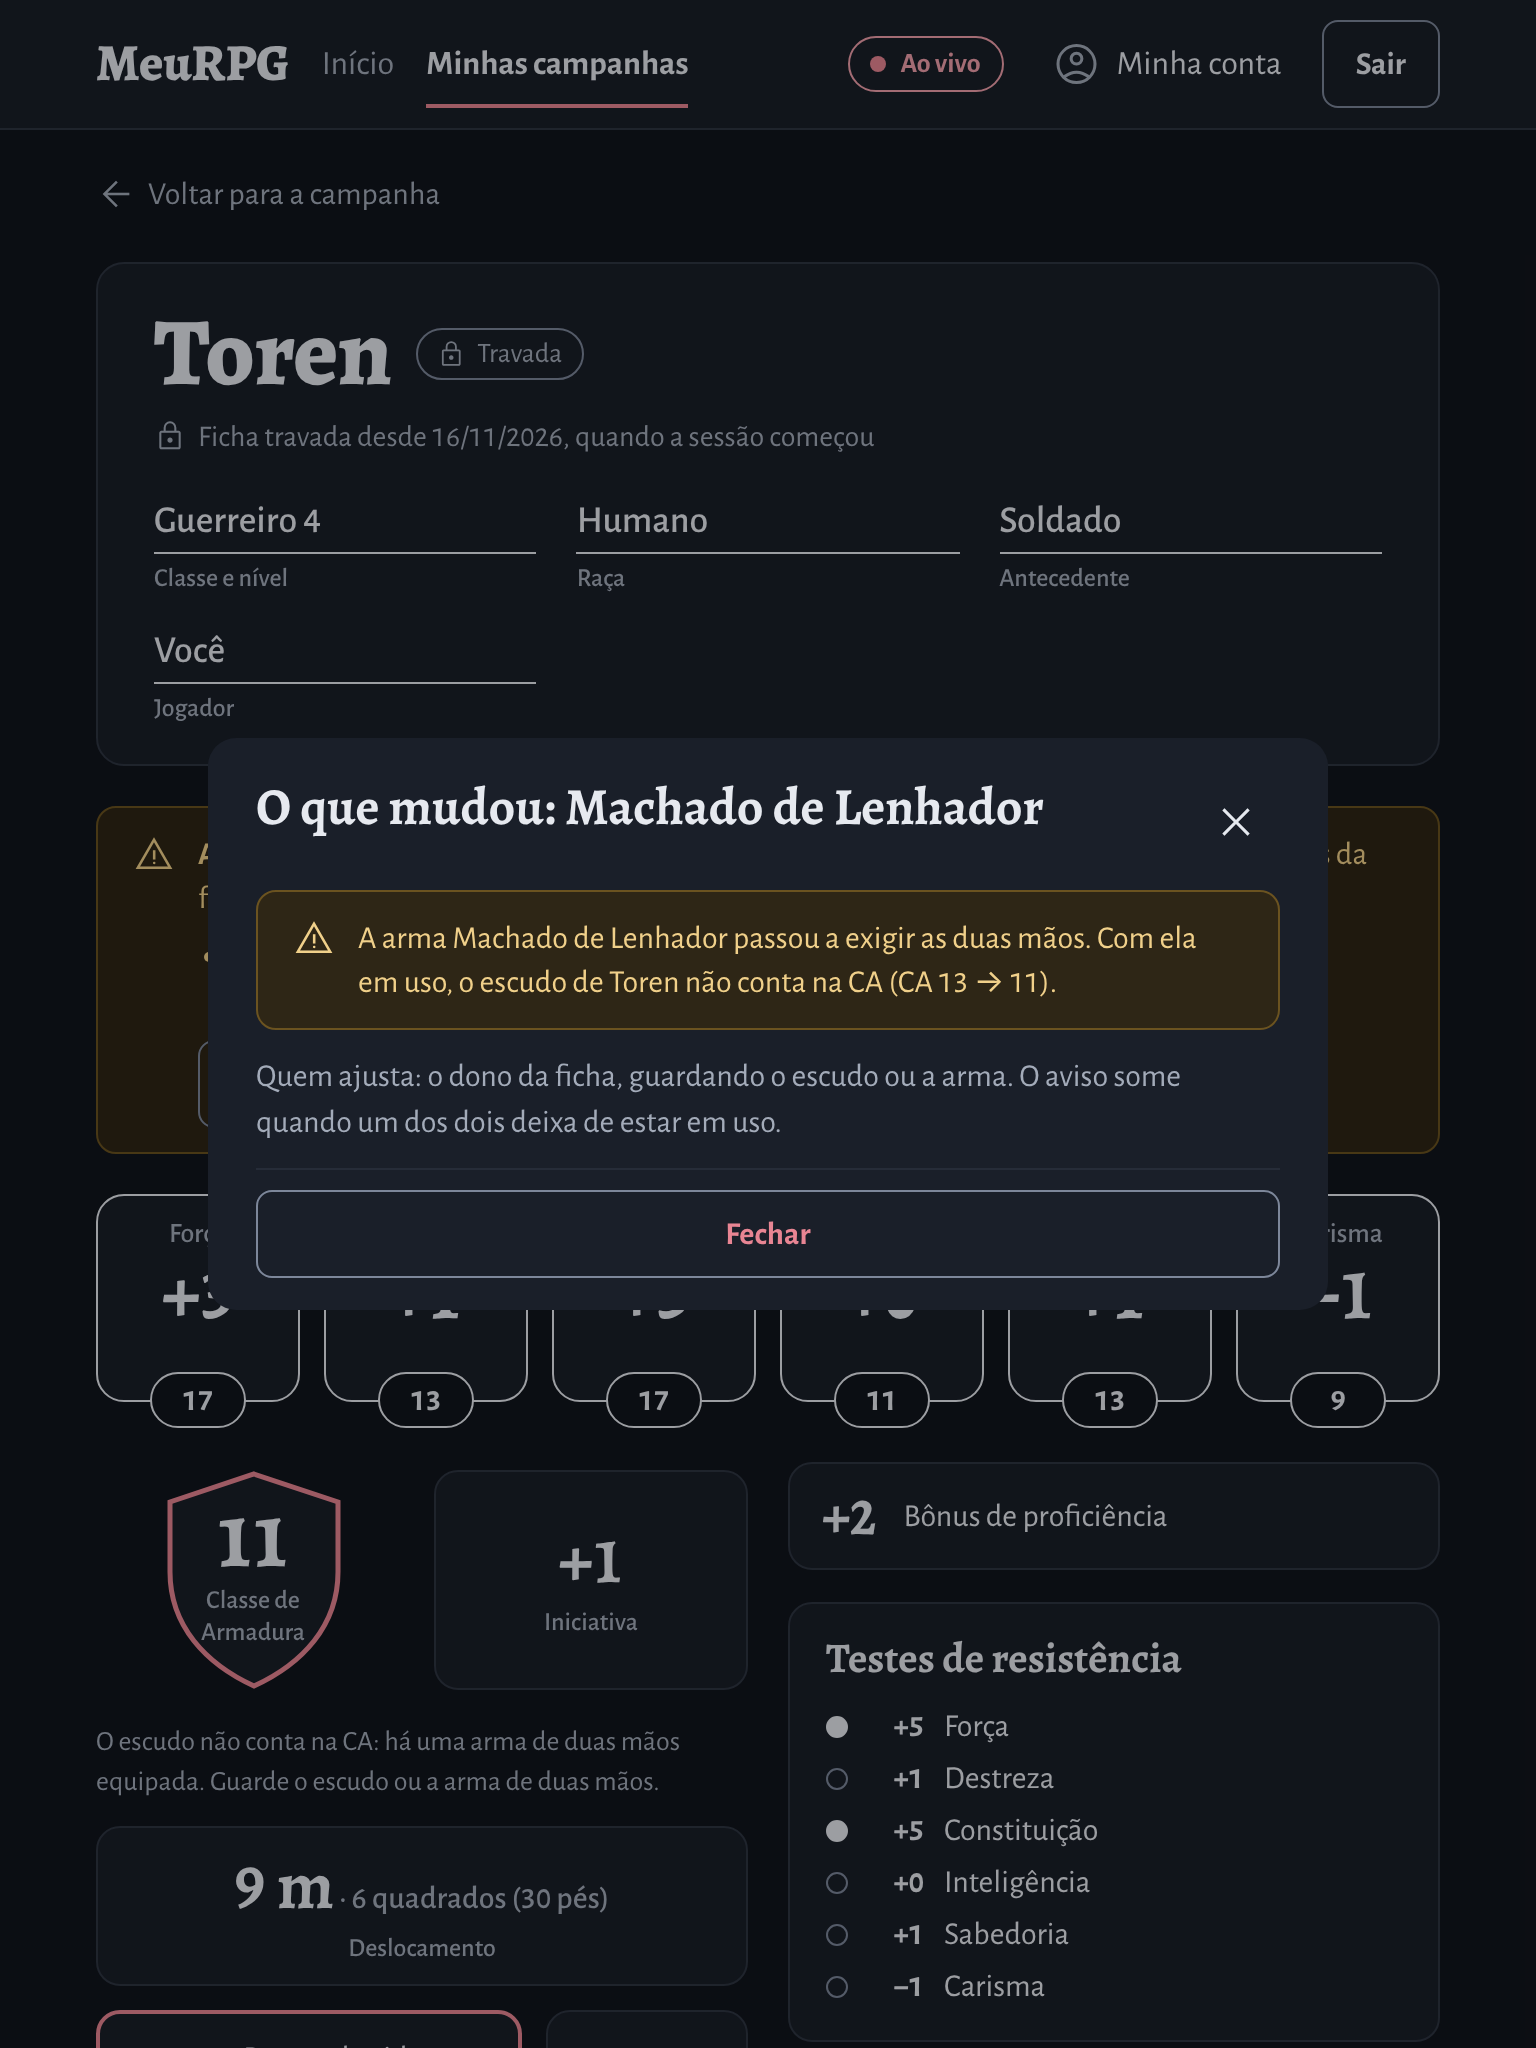 MeuRPG Início Minhas campanhas Ao vivo Minha conta Sair
Voltar para a campanha
Toren Travada
Ficha travada desde 16/11/2026, quando a sessão começou
Guerreiro 4 Humano Soldado
Classe e nível Raça Antecedente
Você
Jogador
O que mudou: Machado de Lenhador
da
A arma Machado de Lenhador passou a exigir as duas mãos. Com ela
em uso, o escudo de Toren não conta na CA (CA 13 → 11).
Quem ajusta: o dono da ficha, guardando o escudo ou a arma. O aviso some
quando um dos dois deixa de estar em uso.
Fechar
17 13 17 11 13 9
11
Classe de
Armadura
+1
Iniciativa
+2 Bônus de proficiência
O escudo não conta na CA: há uma arma de duas mãos
equipada. Guarde o escudo ou a arma de duas mãos.
9 m · 6 quadrados (30 pés)
Deslocamento
Testes de resistência
+5 Força
+1 Destreza
+5 Constituição
+0 Inteligência
+1 Sabedoria
−1 Carisma